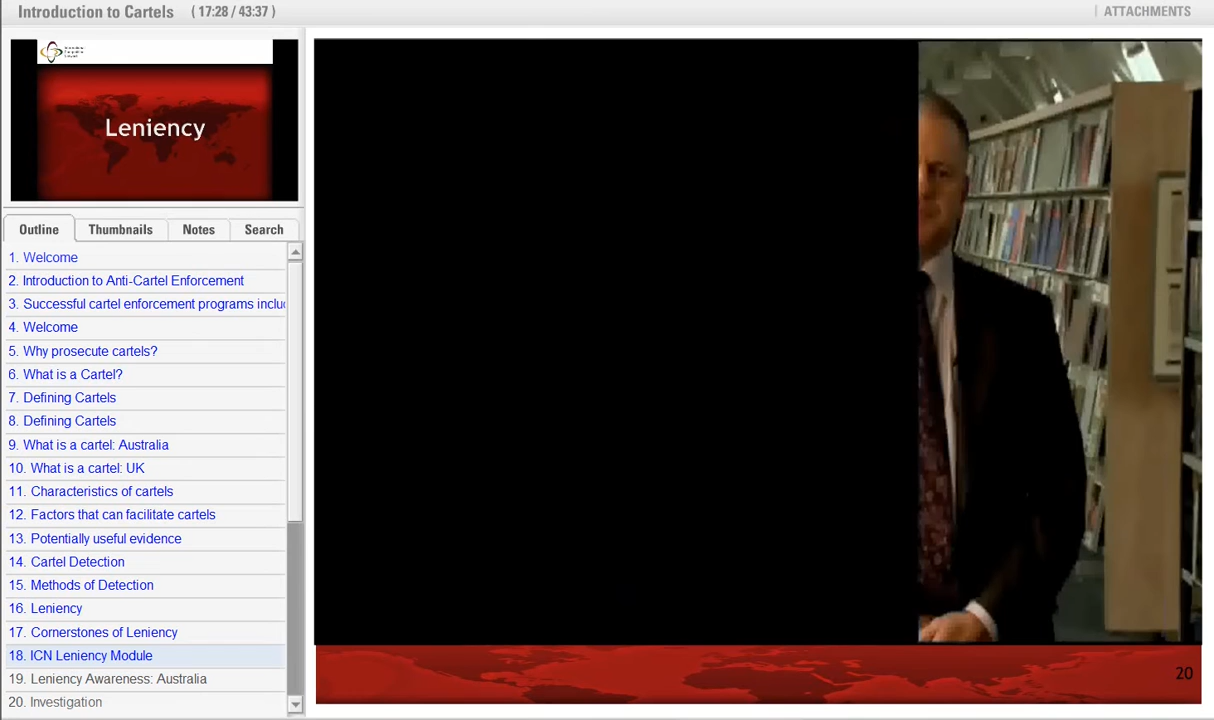 Introduction to Cartels ( 17:28 / 43:37 )
| ATTACHMENTS
Leniency
Outline Thumbnails Notes Search
1. Welcome
2. Introduction to Anti-Cartel Enforcement
3. Successful cartel enforcement programs inclu
4. Welcome
5. Why prosecute cartels?
6. What is a Cartel?
7. Defining Cartels
8. Defining Cartels
9. What is a cartel: Australia
10. What is a cartel: UK
11. Characteristics of cartels
12. Factors that can facilitate cartels
13. Potentially useful evidence
14. Cartel Detection
15. Methods of Detection
16. Leniency
17. Cornerstones of Leniency
18. ICN Leniency Module
19. Leniency Awareness: Australia
20. Investigation
20